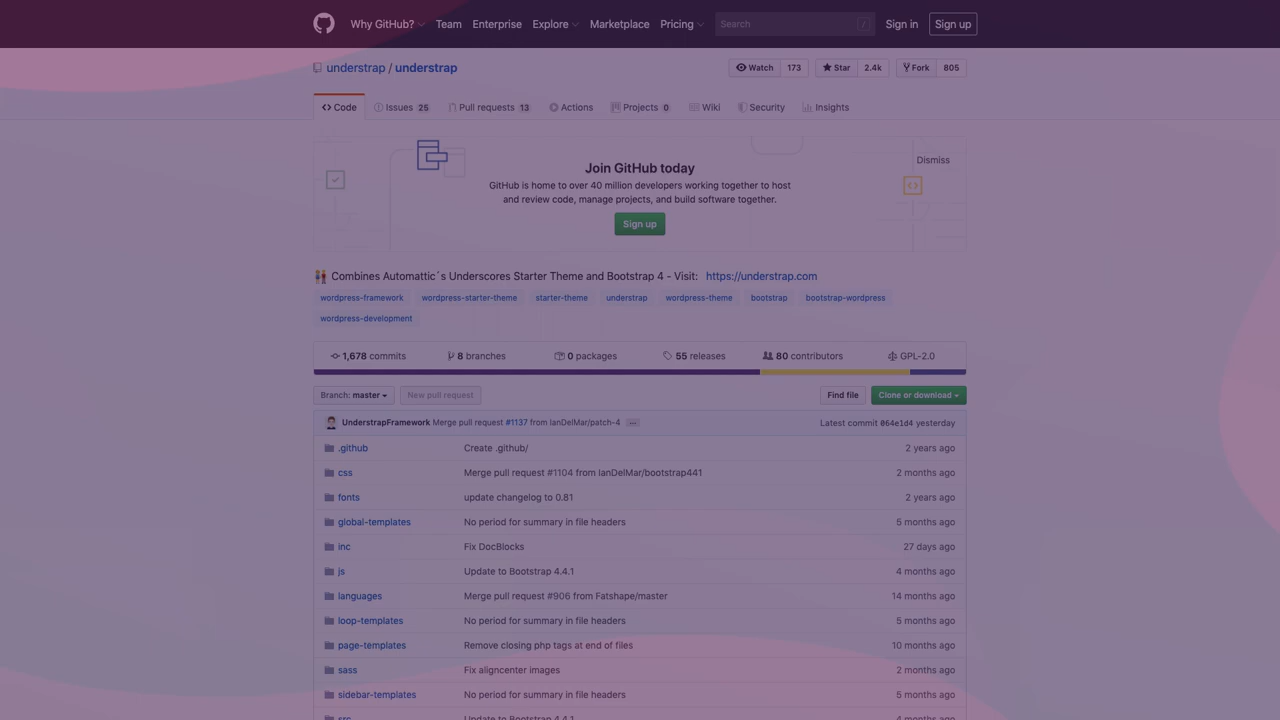 Why GitHub? Team Enterprise Explore Marketplace Pricing Search / Sign in Sign up
understrap / understrap Watch 173 Star 2.4k Fork 805
Code Issues 25 Pull requests 13 Actions Projects 0 Wiki Security Insights
Dismiss
Join GitHub today
GitHub is home to over 40 million developers working together to host
and review code, manage projects, and build software together.
Sign up
Combines Automattic´s Underscores Starter Theme and Bootstrap 4 - Visit: https://understrap.com
wordpress-framework wordpress-starter-theme starter-theme understrap wordpress-theme bootstrap bootstrap-wordpress
wordpress-development
1,678 commits 8 branches 0 packages 55 releases 80 contributors GPL-2.0
Branch: master New pull request Find file Clone or download
UnderstrapFramework Merge pull request #1137 from IanDelMar/patch-4 ... Latest commit 064e1d4 yesterday
.github Create .github/ 2 years ago
css Merge pull request #1104 from IanDelMar/bootstrap441 2 months ago
fonts update changelog to 0.81 2 years ago
global-templates No period for summary in file headers 5 months ago
inc Fix DocBlocks 27 days ago
js Update to Bootstrap 4.4.1 4 months ago
languages Merge pull request #906 from Fatshape/master 14 months ago
loop-templates No period for summary in file headers 5 months ago
page-templates Remove closing php tags at end of files 10 months ago
sass Fix aligncenter images 2 months ago
sidebar-templates No period for summary in file headers 5 months ago
src Update to Bootstrap 4.4.1 4 months ago